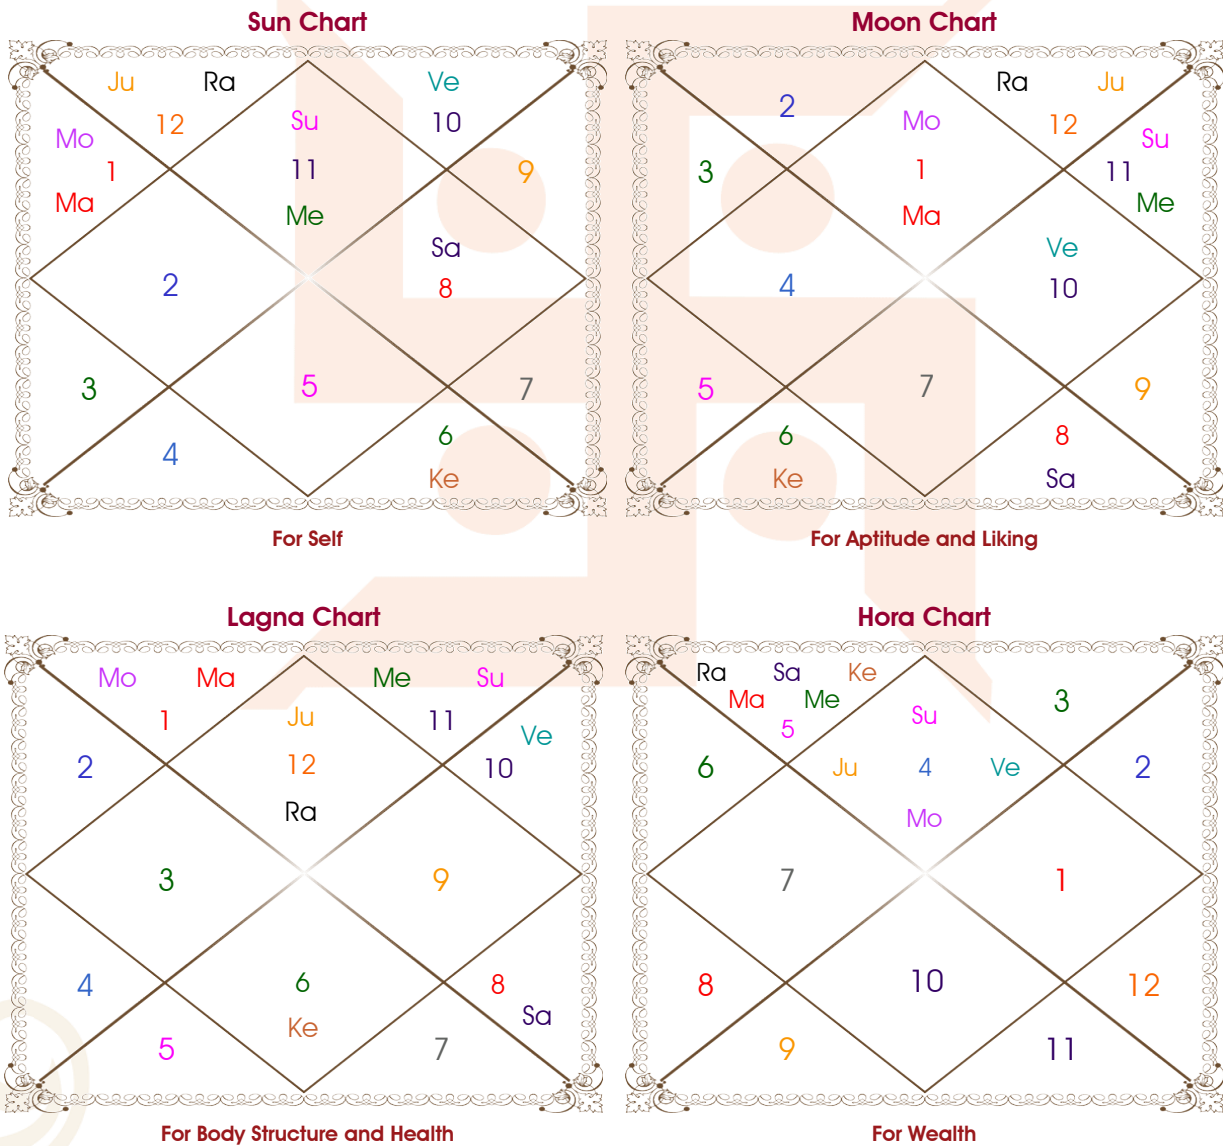 Sun Chart
Ju Ra Ve
12 Su 10
Mo
1 11 9
Ma Me
Sa
2 8
3 5 7
4 6
Ke
For Self
Moon Chart
Ra Ju
2 Mo 12
Su
3 1 11
Ma Me
Ve
4 10
5 7 9
6 8
Ke Sa
For Aptitude and Liking
Lagna Chart
Mo Ma Me Su
1 Ju 11
Ve
2 12 10
Ra
3 9
4 6 8
Ke Sa
5 7
For Body Structure and Health
Hora Chart
Ra Sa Ke
Ma Me 3
5 Su
6 Ju 4 Ve 2
Mo
7 1
8 10 12
9 11
For Wealth